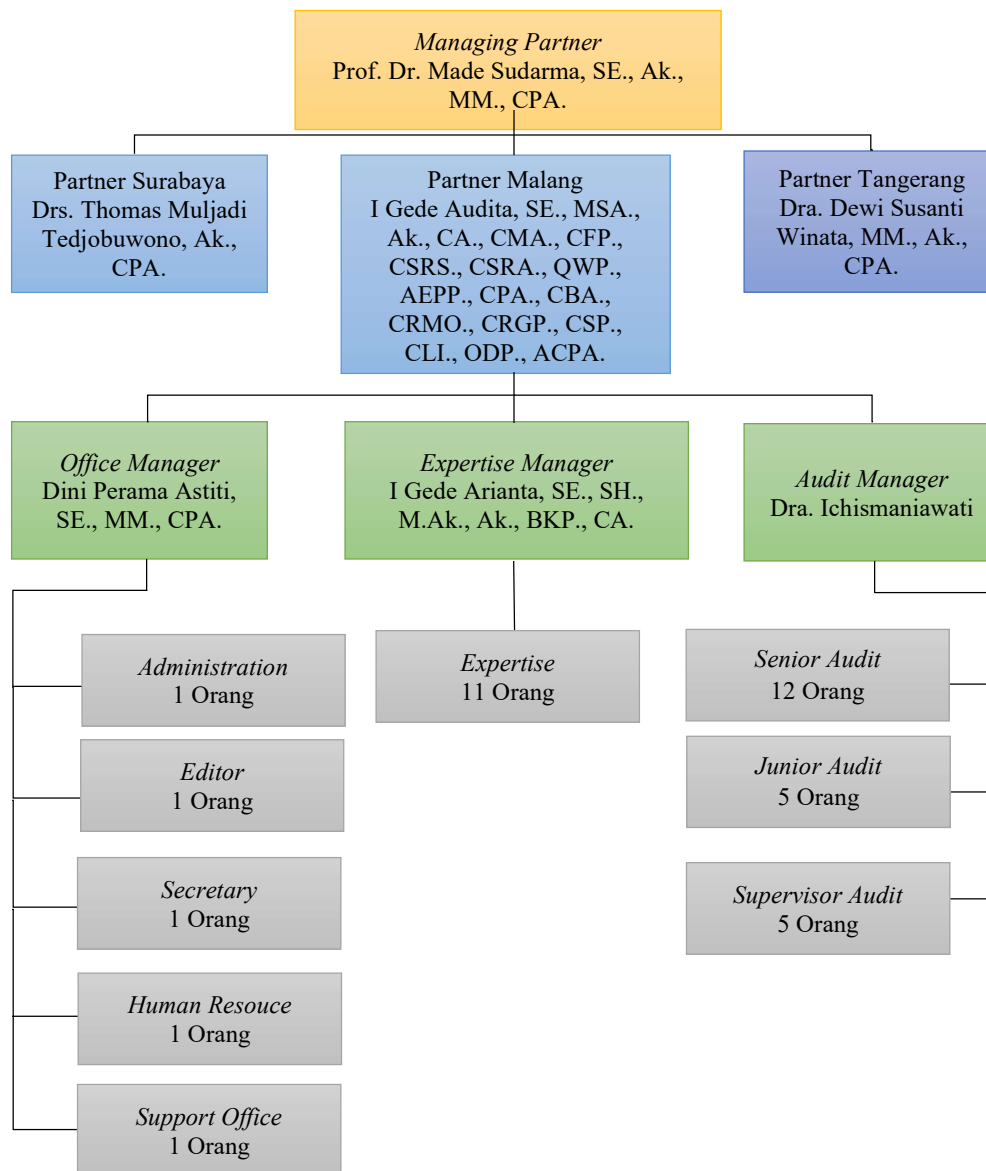 Managing Partner
Prof. Dr. Made Sudarma, SE., Ak.,
MM., CPA.
Partner Surabaya
Drs. Thomas Muljadi
Tedjobuwono, Ak.,
CPA.
Partner Malang
I Gede Audita, SE., MSA.,
Ak., CA., CMA., CFP.,
CSRS., CSRA., QWP.,
AEPP., CPA., CBA.,
CRMO., CRGP., CSP.,
CLI., ODP., ACPA.
Partner Tangerang
Dra. Dewi Susanti
Winata, MM., Ak.,
CPA.
Office Manager
Dini Perama Astiti,
SE., MM., CPA.
Expertise Manager
I Gede Arianta, SE., SH.,
M.Ak., Ak., BKP., CA.
Audit Manager
Dra. Ichismaniawati
Administration
1 Orang
Editor
1 Orang
Secretary
1 Orang
Human Resouce
1 Orang
Support Office
1 Orang
Expertise
11 Orang
Senior Audit
12 Orang
Junior Audit
5 Orang
Supervisor Audit
5 Orang